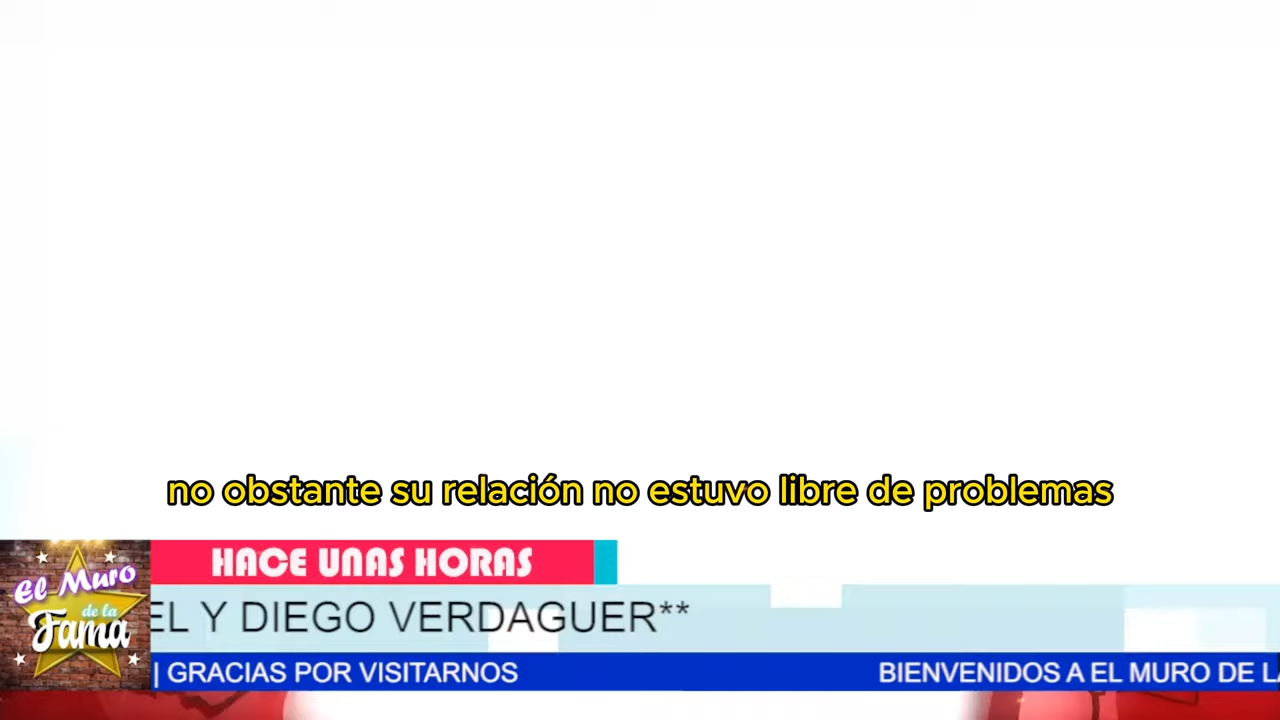 no obstante su relación no estuvo libre de problemas
HACE UNAS HORAS
El Muro
de la
Fama
EL Y DIEGO VERDAGUER**
| GRACIAS POR VISITARNOS
BIENVENIDOS A EL MURO DE LA